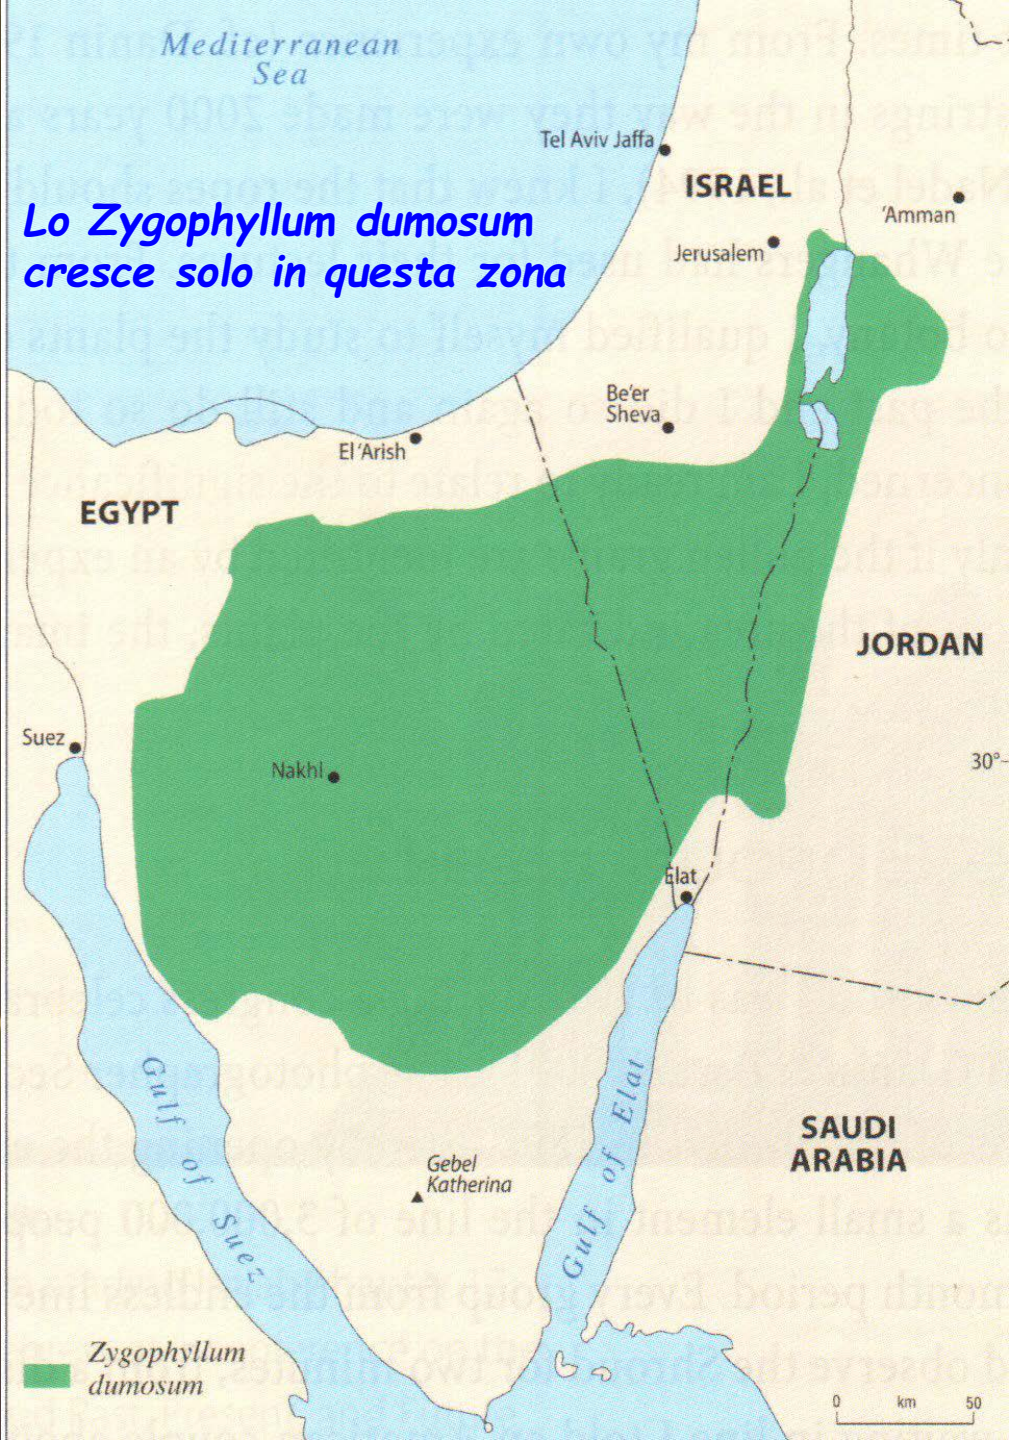 Mediterranean
Sea
Tel Aviv Jaffa
ISRAEL
'Amman
Lo Zygophyllum dumosum
cresce solo in questa zona
Jerusalem
Be'er
Sheva
El 'Arish
EGYPT
JORDAN
Suez
Nakhl
30°
Elat
Gulf of Suez
Gulf of Elat
SAUDI
ARABIA
Gebel
Katherina
Zygophyllum
dumosum
0 km 50